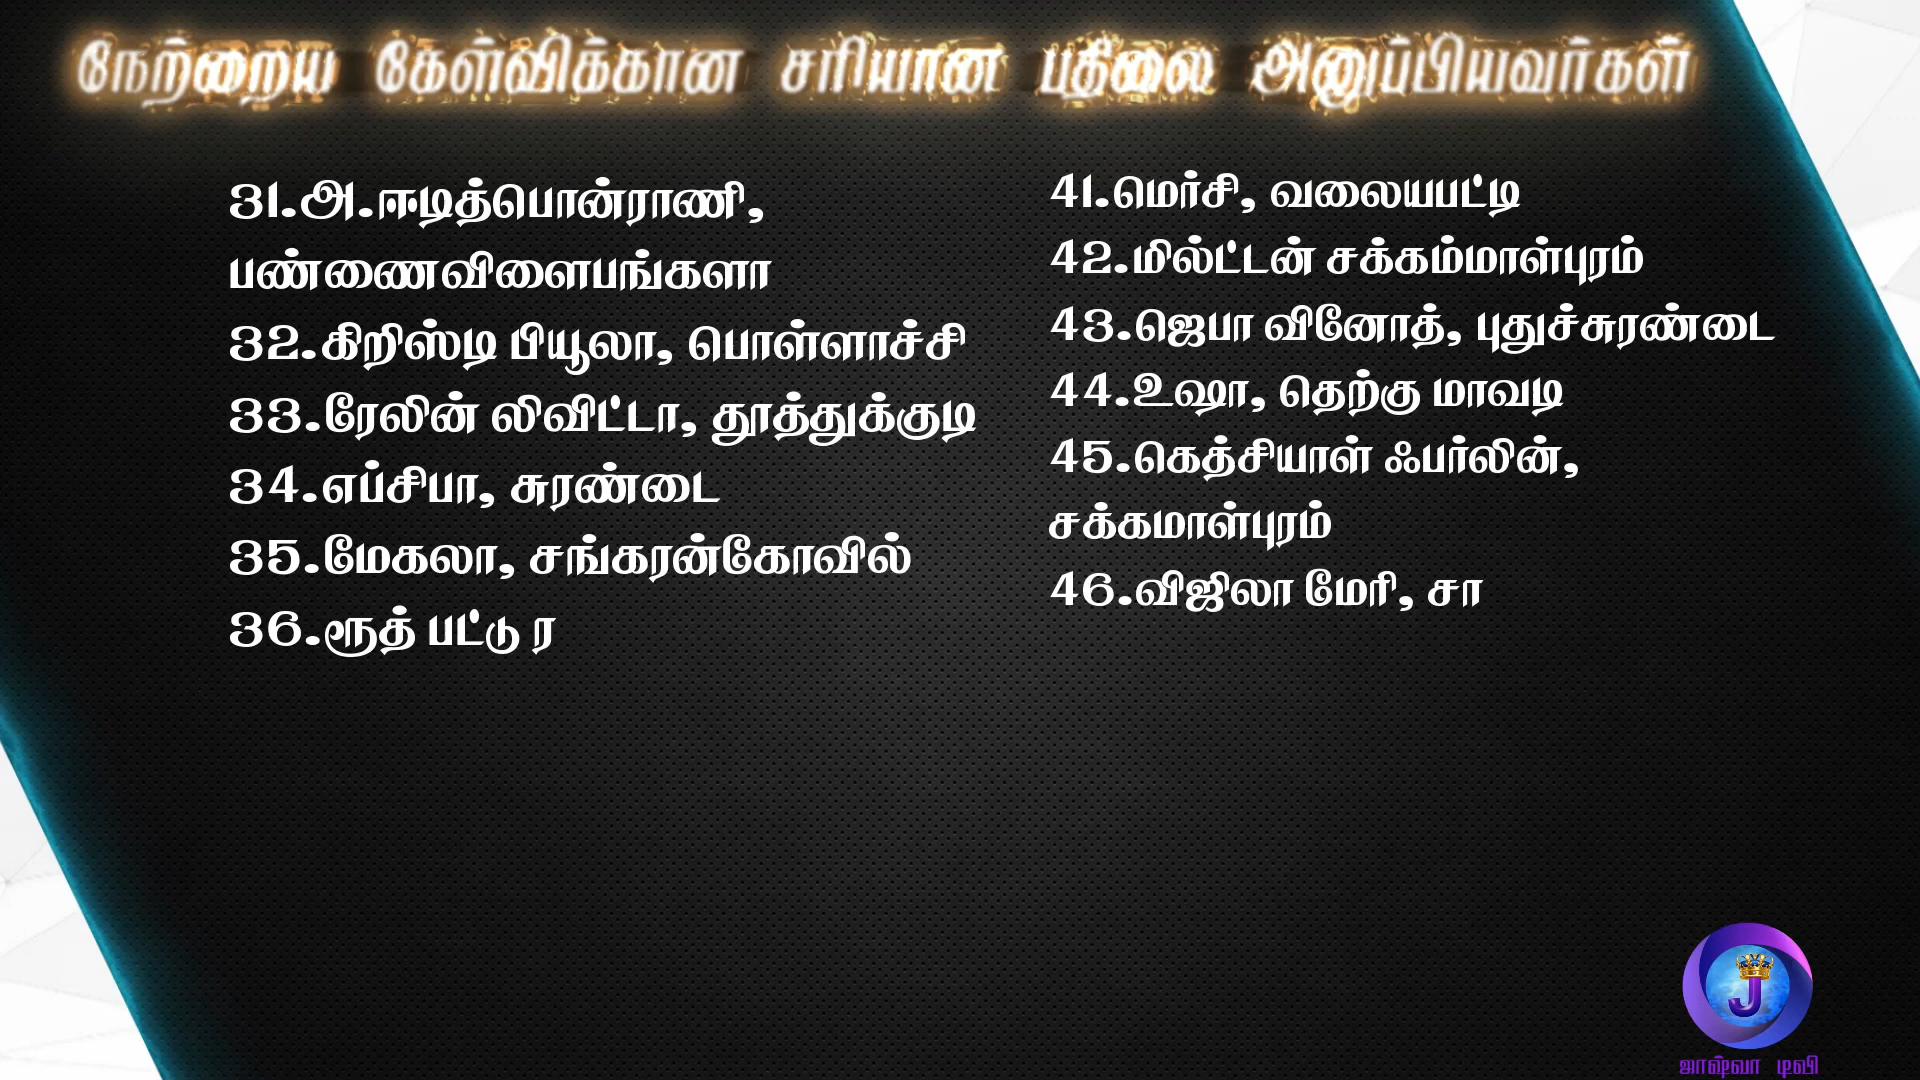 நேற்றைய கேள்விக்கான சரியான பதிலை அனுப்பியவர்கள்
31.அ.ஈடித்பொன்ராணி,
பண்ணைவிளைபங்களா
32.கிறிஸ்டி பியூலா, பொள்ளாச்சி
33.ரேலின் லிவிட்டா, தூத்துக்குடி
34.எப்சிபா, சுரண்டை
35.மேகலா, சங்கரன்கோவில்
36.ரூத் பட்டு ர
41.மெர்சி, வலையபட்டி
42.மில்ட்டன் சக்கம்மாள்புரம்
43.ஜெபா வினோத், புதுச்சுரண்டை
44.உஷா, தெற்கு மாவடி
45.கெத்சியாள் ஃபர்லின்,
சக்கமாள்புரம்
46.விஜிலா மேரி, சா
J
ஜாஷ்வா டிவி